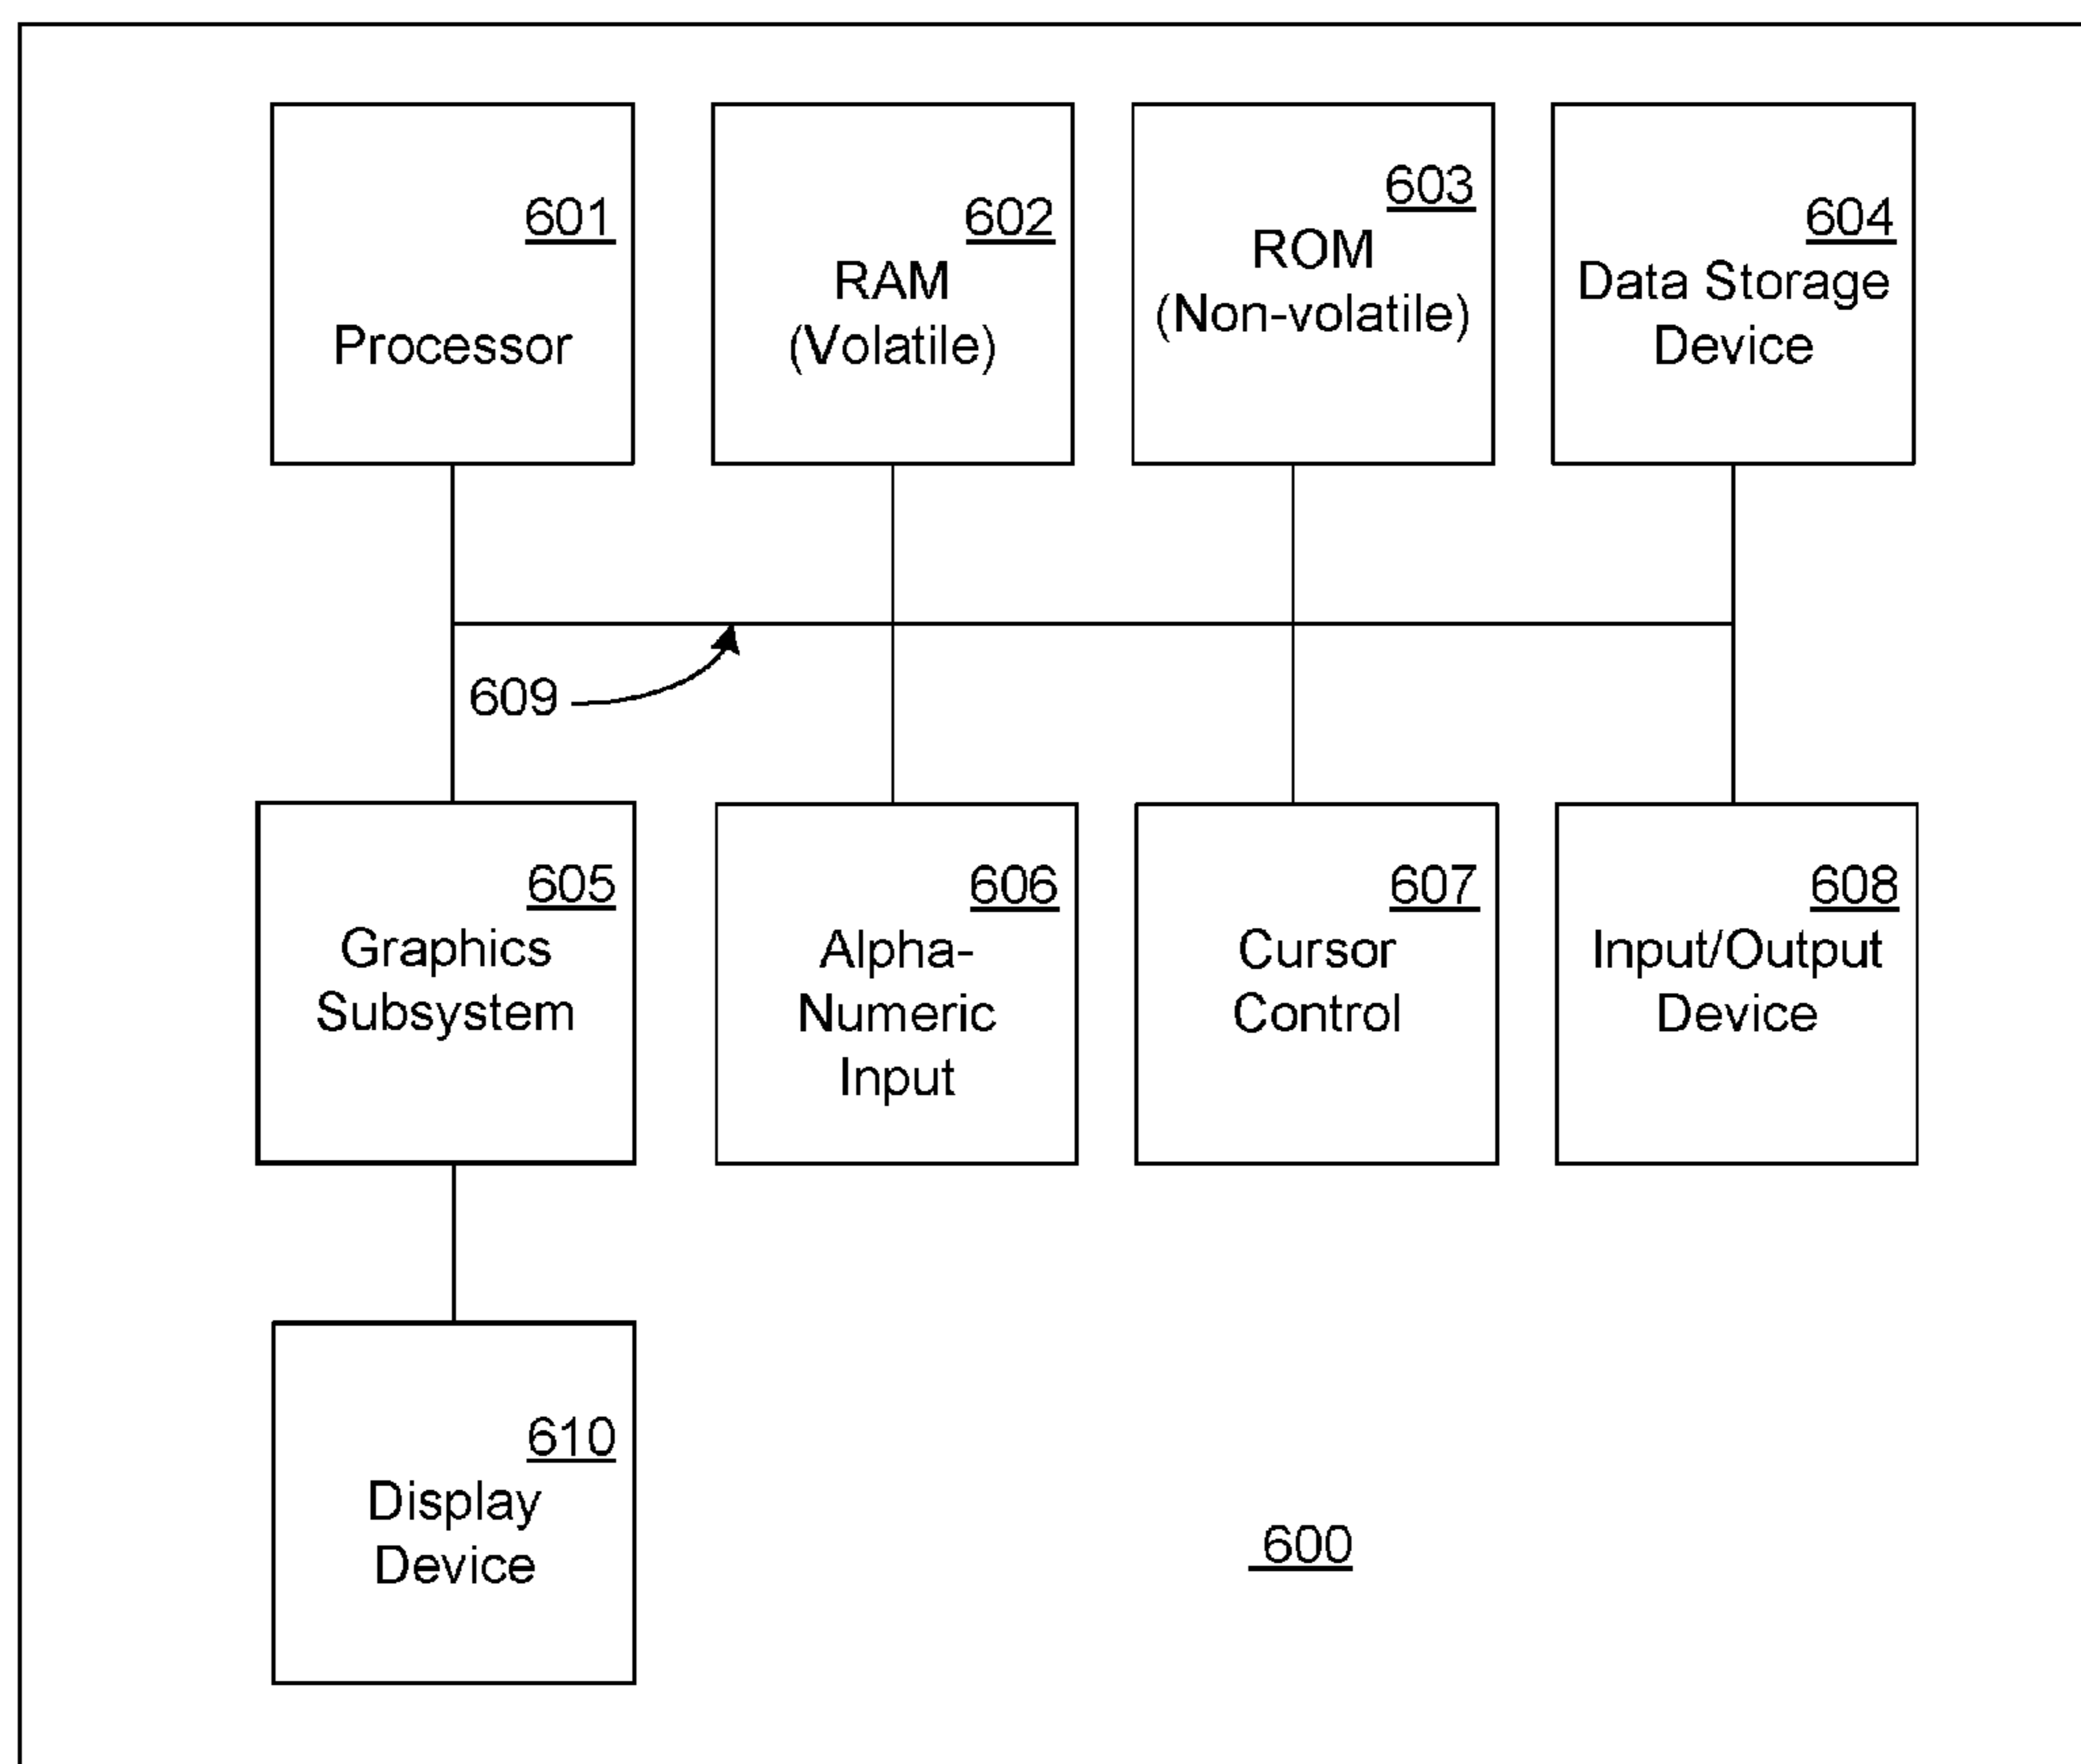 601
Processor
602
RAM
(Volatile)
603
ROM
(Non-volatile)
604
Data Storage
Device
609
605
Graphics
Subsystem
606
Alpha-
Numeric
Input
607
Cursor
Control
608
Input/Output
Device
610
Display
Device
600